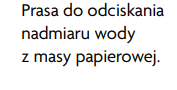 Prasa do odciskania
nadmiaru wody
z masy papierowej.